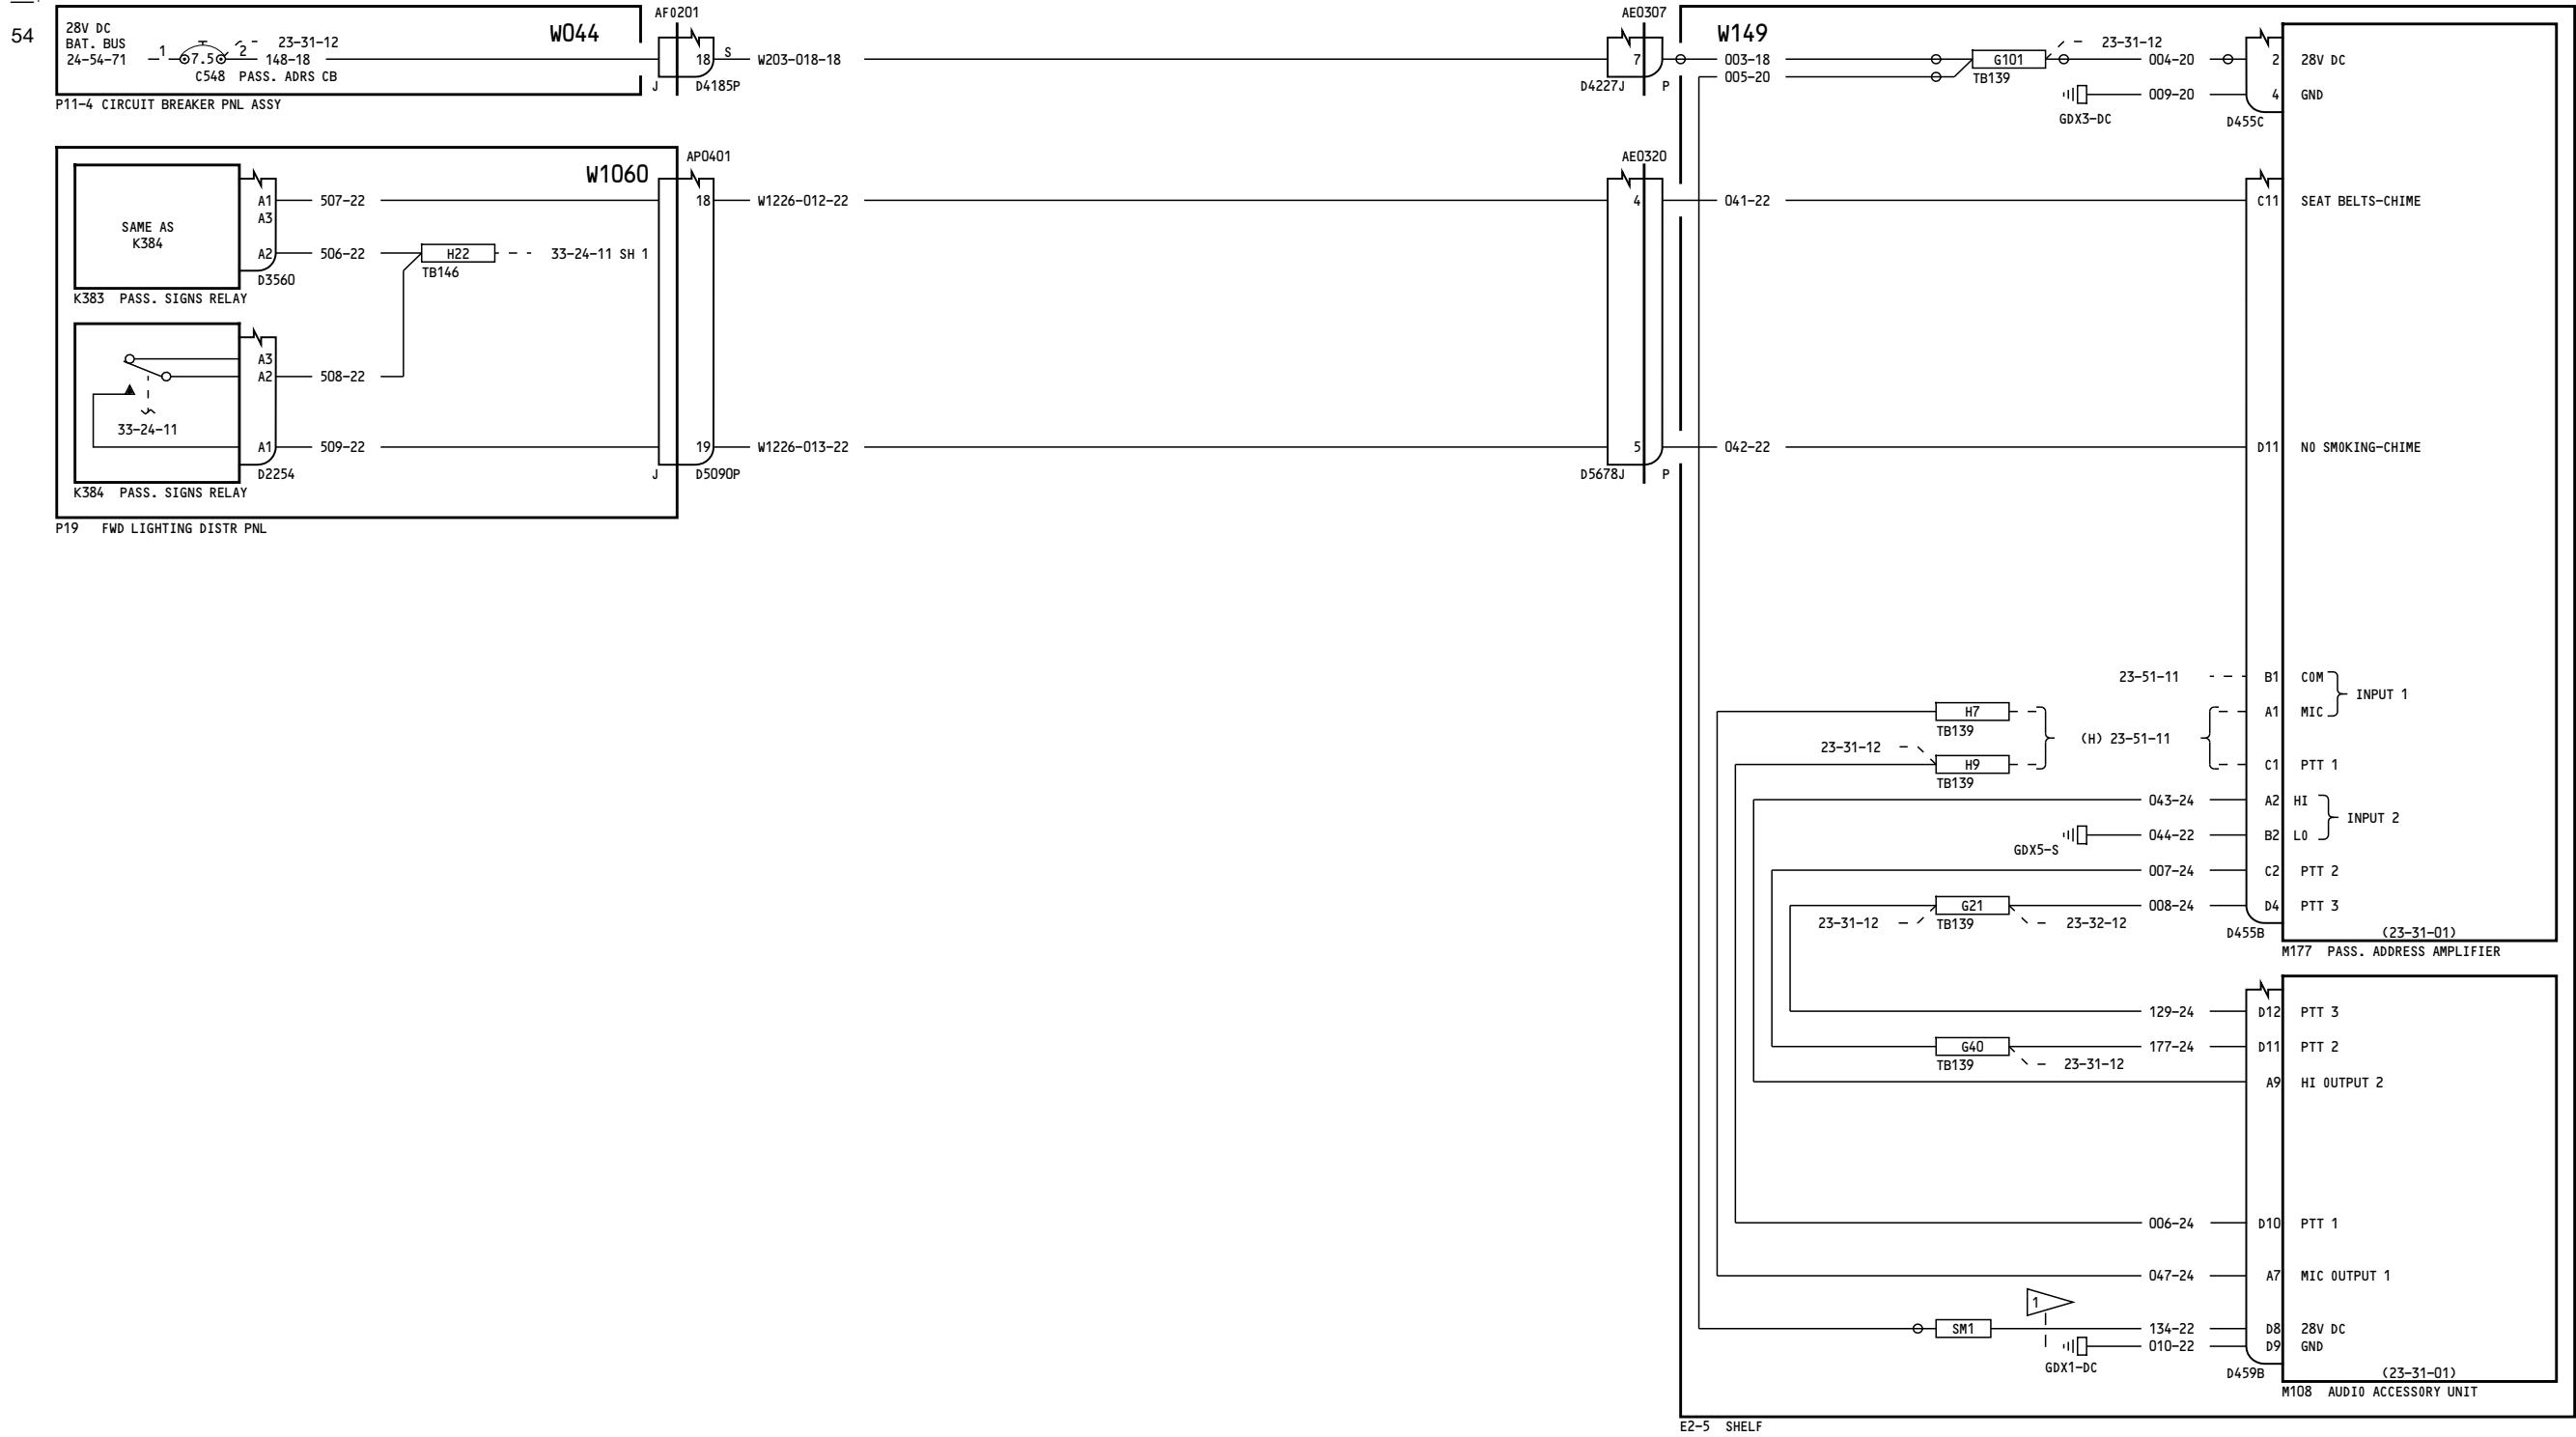 54
28V DC
BAT. BUS
24-54-71
1
7.5
2
23-31-12
148-18
C548 PASS. ADRS CB
W044
P11-4 CIRCUIT BREAKER PNL ASSY
AF0201
18
S
J
D4185P
W203-018-18
AE0307
7
D4227J
P
W149
003-18
005-20
G101
TB139
23-31-12
004-20
2
28V DC
009-20
4
GND
GDX3-DC
D455C
W1060
SAME AS
K384
A1
A3
A2
507-22
506-22
D3560
K383 PASS. SIGNS RELAY
H22
TB146
33-24-11 SH 1
33-24-11
A3
A2
A1
508-22
509-22
D2254
K384 PASS. SIGNS RELAY
P19 FWD LIGHTING DISTR PNL
AP0401
18
19
J
D5090P
W1226-012-22
W1226-013-22
AE0320
4
5
D5678J
P
041-22
C11
SEAT BELTS-CHIME
042-22
D11
NO SMOKING-CHIME
23-51-11
B1
COM
INPUT 1
H7
TB139
A1
MIC
(H) 23-51-11
23-31-12
H9
TB139
C1
PTT 1
043-24
A2
HI
INPUT 2
GDX5-S
044-22
B2
LO
007-24
C2
PTT 2
G21
TB139
23-31-12
23-32-12
008-24
D4
PTT 3
D455B
(23-31-01)
M177 PASS. ADDRESS AMPLIFIER
129-24
D12
PTT 3
G40
TB139
23-31-12
177-24
D11
PTT 2
A9
HI OUTPUT 2
006-24
D10
PTT 1
047-24
A7
MIC OUTPUT 1
1
SM1
134-22
D8
28V DC
010-22
D9
GND
GDX1-DC
D459B
(23-31-01)
M108 AUDIO ACCESSORY UNIT
E2-5 SHELF